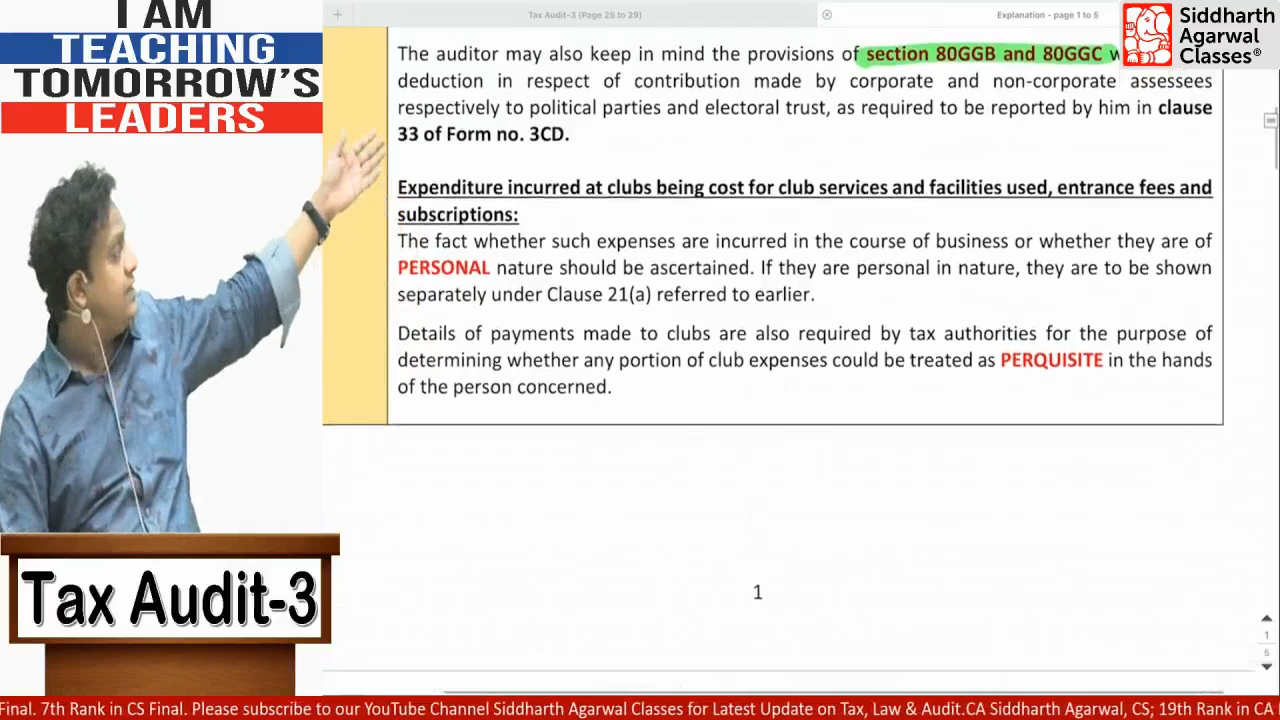 I AM
TEACHING
TOMORROW'S
LEADERS
Tax Audit-3 (Page 25 to 29)
Explanation - page 1 to 5
Siddharth
Agarwal
Classes®
The auditor may also keep in mind the provisions of section 80GGB and 80GGC
deduction in respect of contribution made by corporate and non-corporate assessees
respectively to political parties and electoral trust, as required to be reported by him in clause
33 of Form no. 3CD.
Expenditure incurred at clubs being cost for club services and facilities used, entrance fees and
subscriptions:
The fact whether such expenses are incurred in the course of business or whether they are of
PERSONAL nature should be ascertained. If they are personal in nature, they are to be shown
separately under Clause 21(a) referred to earlier.
Details of payments made to clubs are also required by tax authorities for the purpose of
determining whether any portion of club expenses could be treated as PERQUISITE in the hands
of the person concerned.
1
1
Tax Audit-3
Final. 7th Rank in CS Final. Please subscribe to our YouTube Channel Siddharth Agarwal Classes for Latest Update on Tax, Law & Audit.CA Siddharth Agarwal, CS; 19th Rank in CA